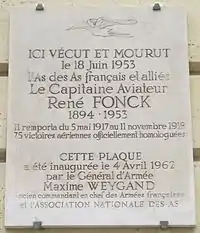 ICI VÉCUT ET MOURUT
le 18 Juin 1953
l'As des As français et alliés
Le Capitaine Aviateur
René FONCK
1894 - 1953
Il remporta du 5 mai 1917 au 11 novembre 1918
75 victoires aériennes officiellement homologuées
CETTE PLAQUE
a été inaugurée le 4 Avril 1962
par le Général d'Armée
Maxime WEYGAND
ancien commandant en chef des Armées françaises
et l'ASSOCIATION NATIONALE DES AS